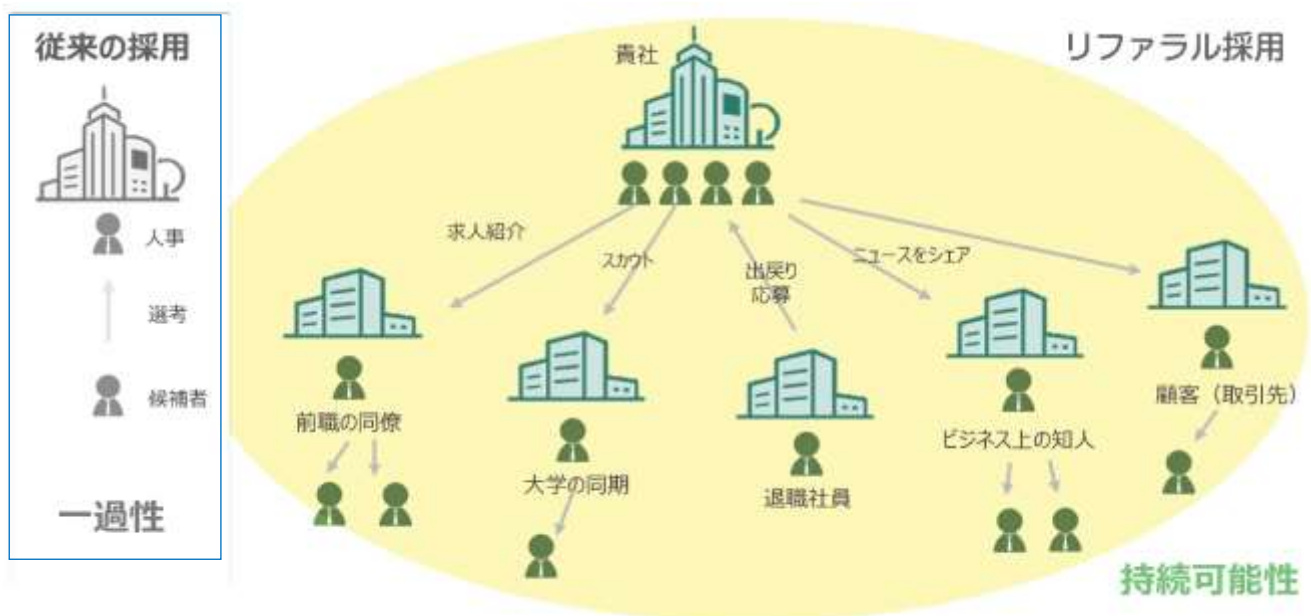 従来の採用
人事
選考
候補者
一過性
リファラル採用
貴社
求人紹介
スカウト
出戻り
応募
ニュースをシェア
前職の同僚
大学の同期
退職社員
ビジネス上の知人
顧客（取引先）
持続可能性